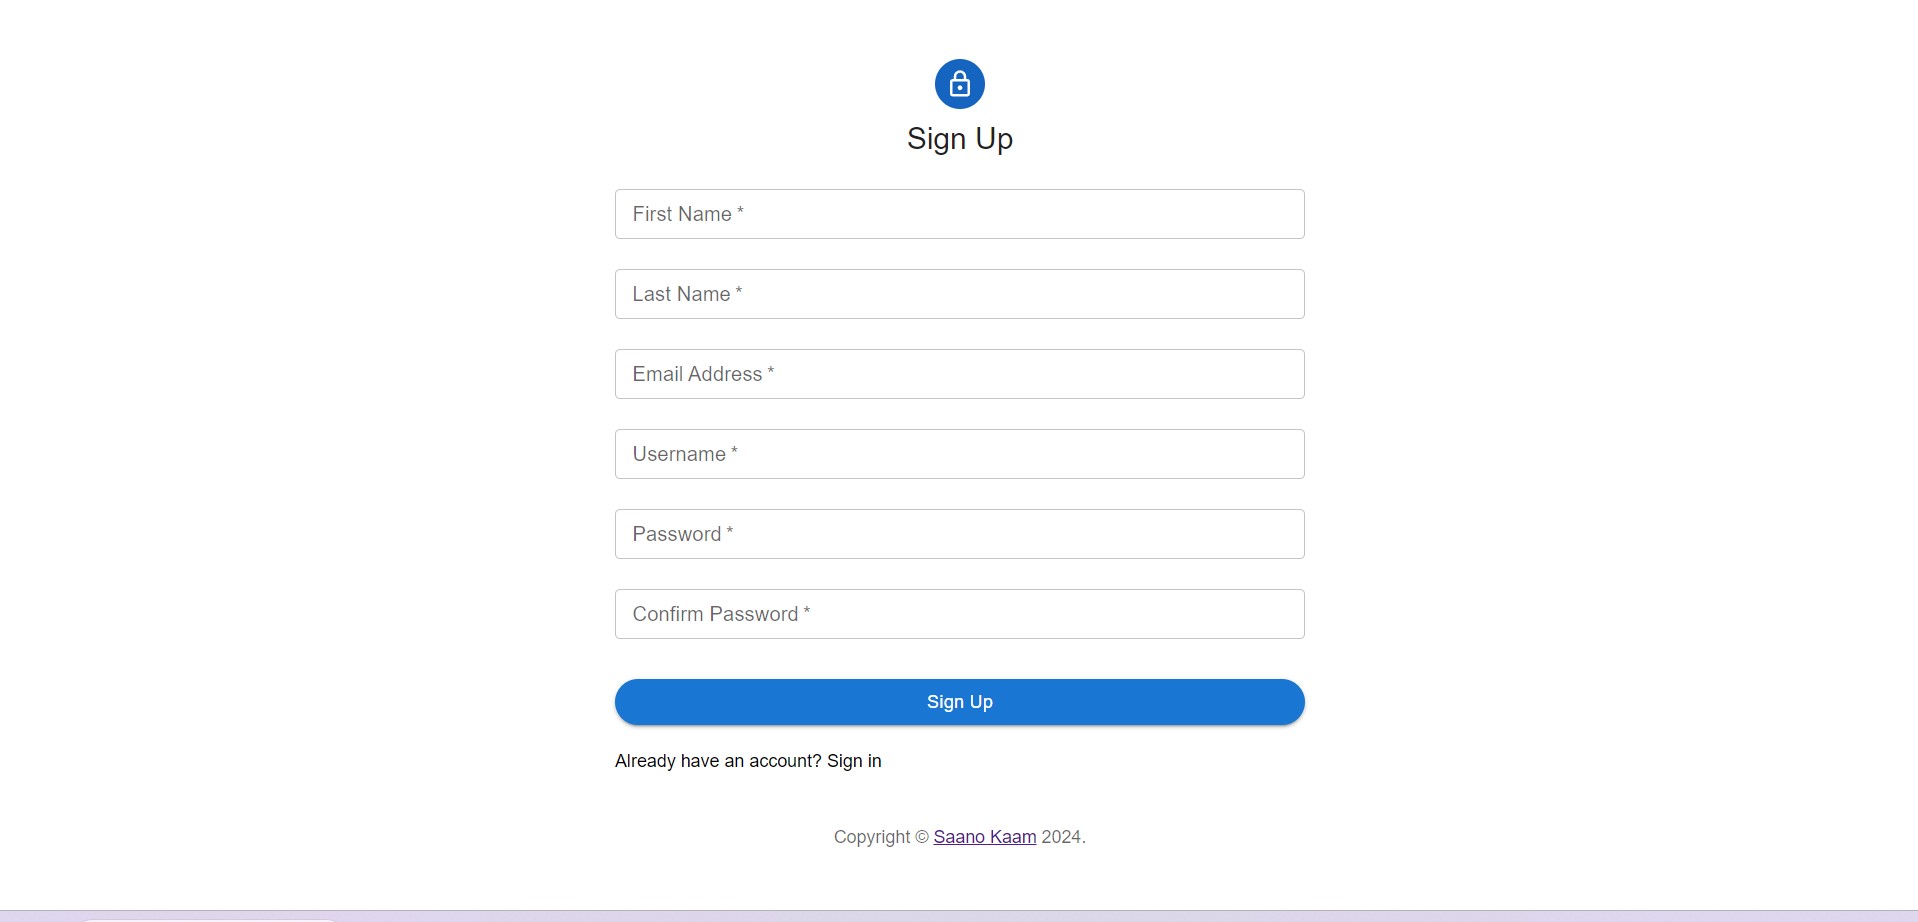 Sign Up
First Name *
Last Name *
Email Address *
Username *
Password *
Confirm Password *
Sign Up
Already have an account? Sign in
Copyright © Saano Kaam 2024.